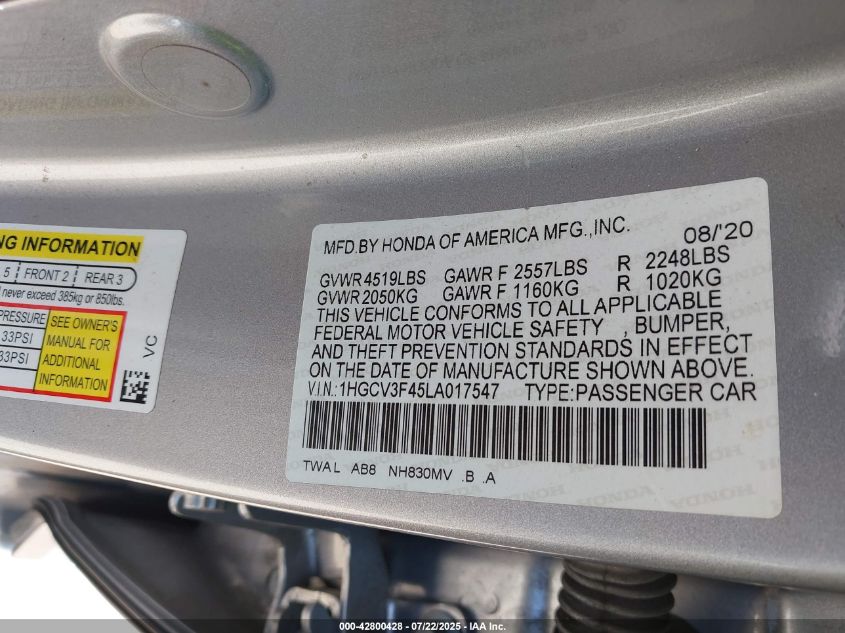 NG INFORMATION
5 FRONT 2 REAR 3
never exceed 385kg or 850lbs.
PRESSURE
33PSI
33PSI
SEE OWNER'S
MANUAL FOR
ADDITIONAL
INFORMATION
VC
MFD.BY HONDA OF AMERICA MFG.,INC. 08/'20
GVWR 4519LBS GAWR F 2557LBS R 2248LBS
GVWR 2050KG GAWR F 1160KG R 1020KG
THIS VEHICLE CONFORMS TO ALL APPLICABLE
FEDERAL MOTOR VEHICLE SAFETY , BUMPER,
AND THEFT PREVENTION STANDARDS IN EFFECT
ON THE DATE OF MANUFACTURE SHOWN ABOVE.
V.I.N.:1HGCV3F45LA017547 TYPE:PASSENGER CAR
TWA L AB8 NH830MV .B .A
000-42800428 - 07/22/2025 - IAA Inc.